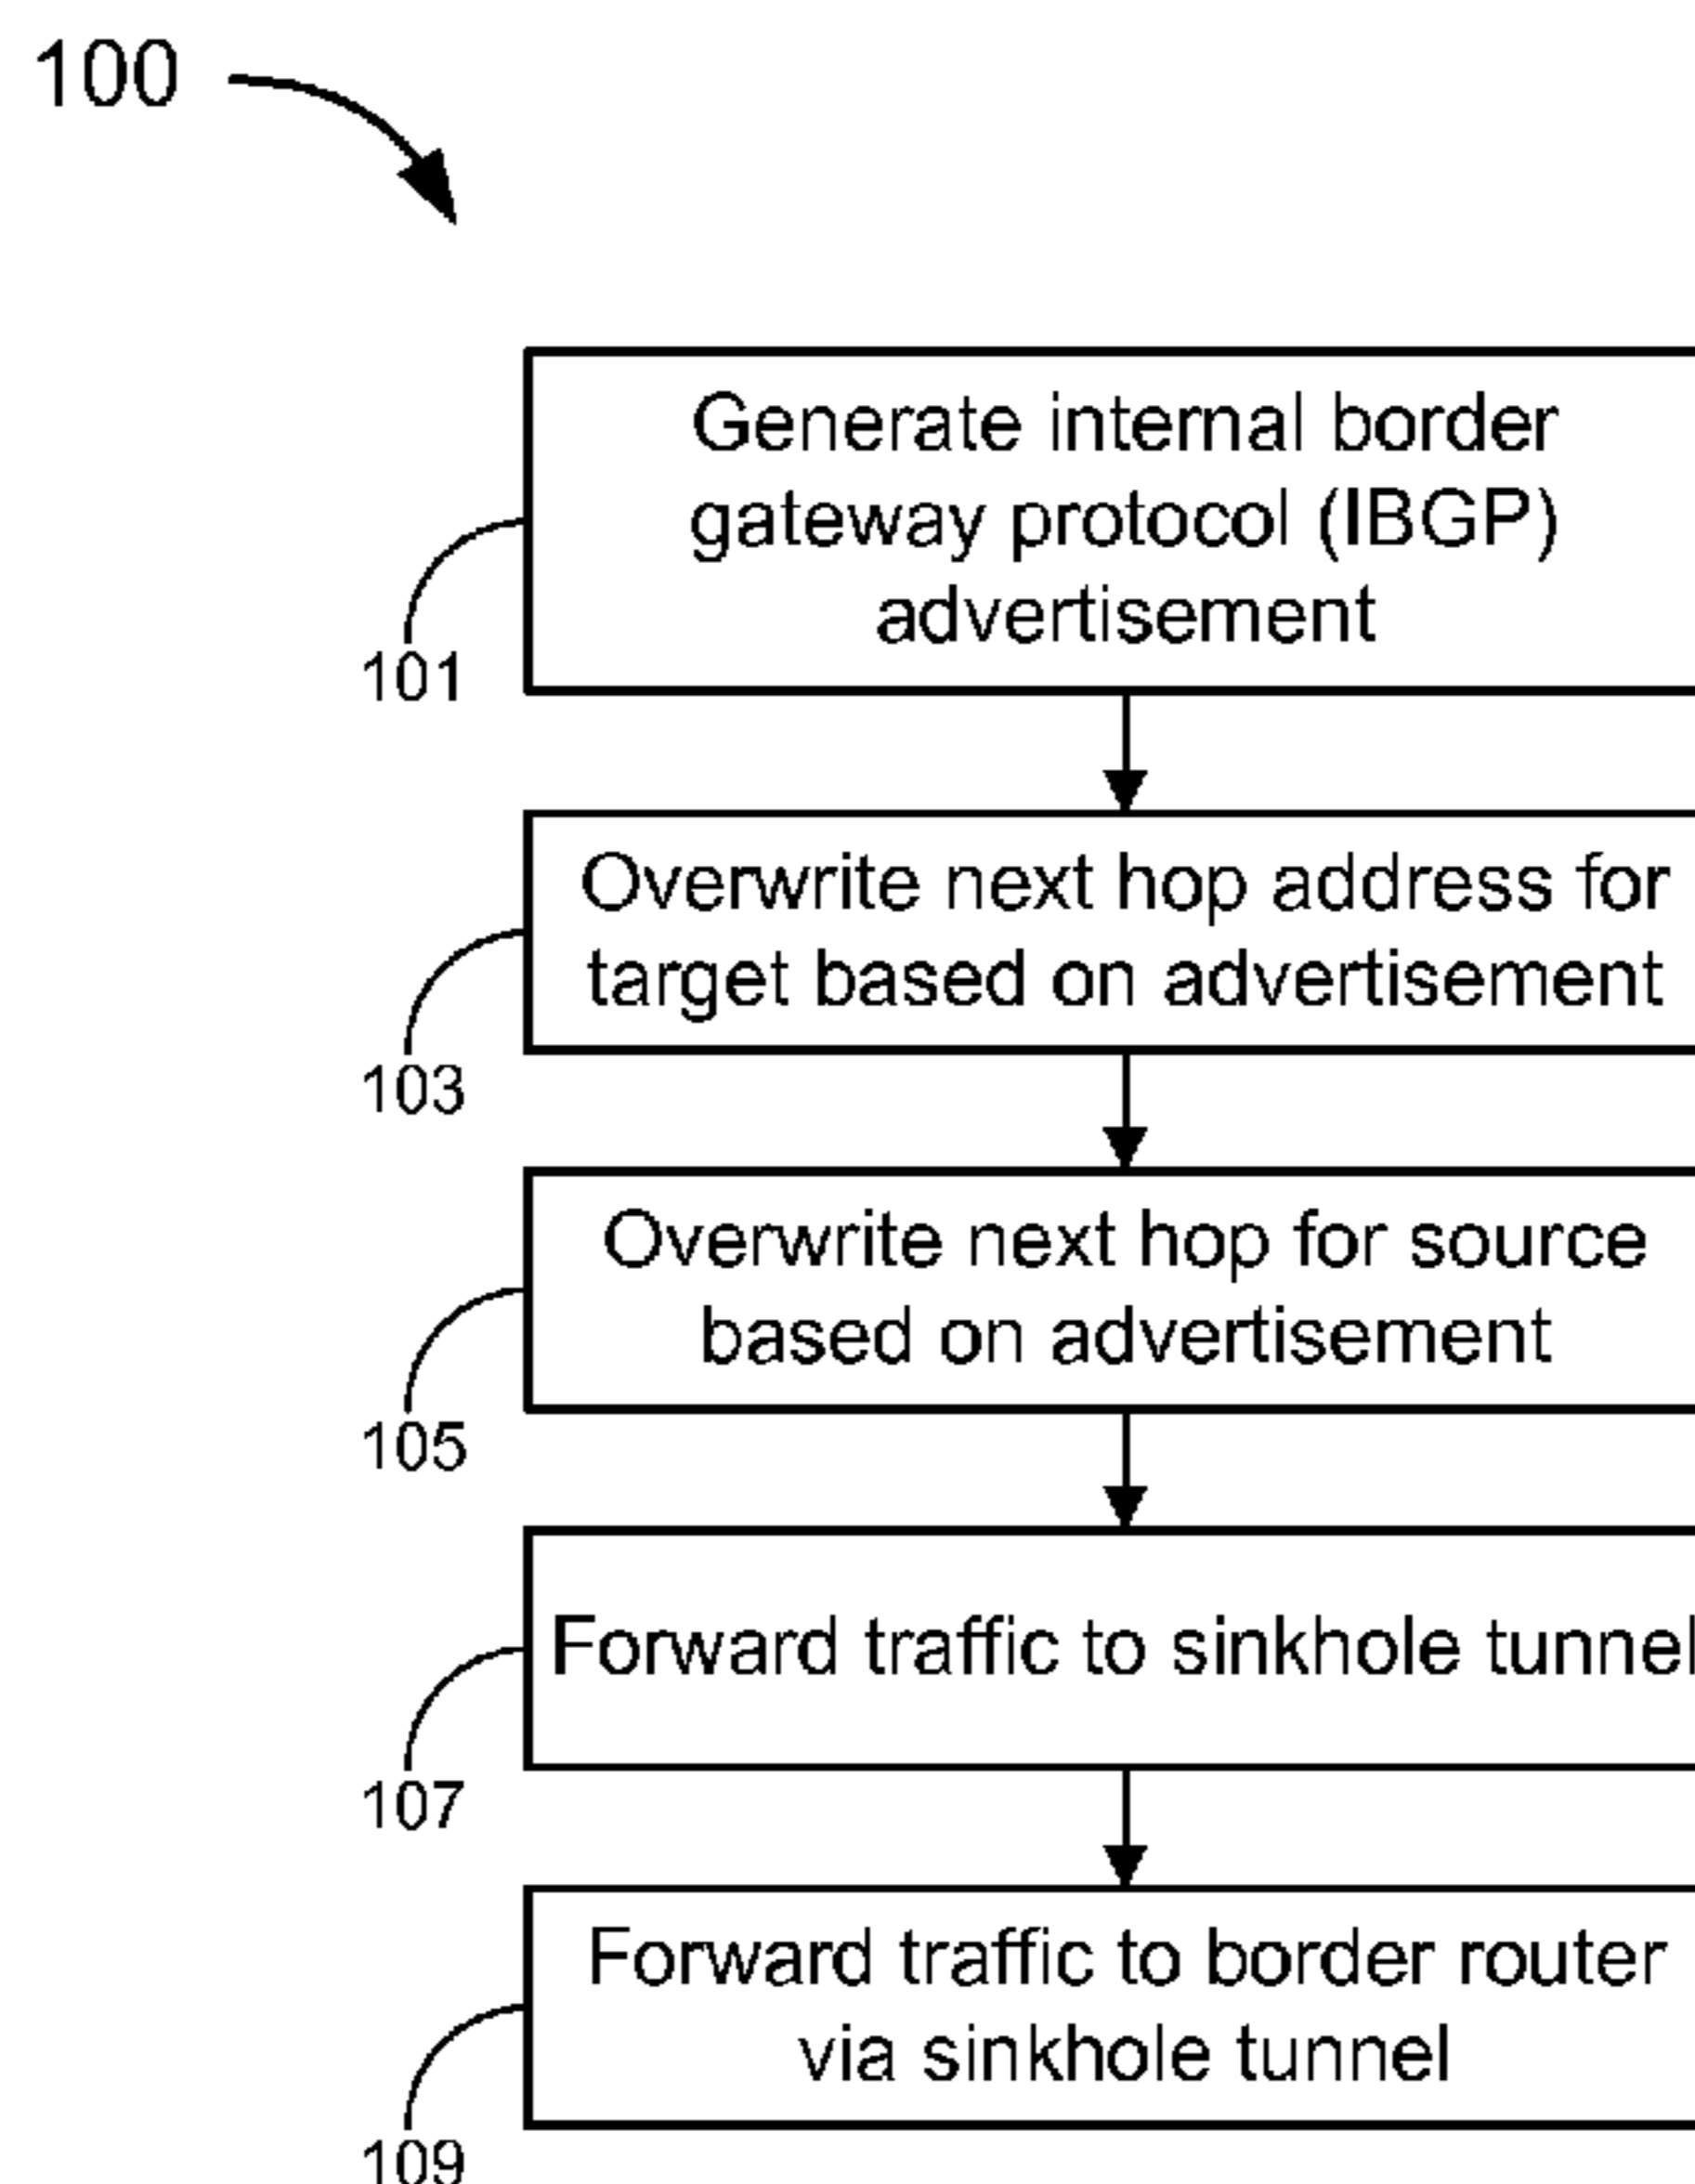 100
Generate internal border
gateway protocol (IBGP)
advertisement
101
Overwrite next hop address for
target based on advertisement
103
Overwrite next hop for source
based on advertisement
105
Forward traffic to sinkhole tunnel
107
Forward traffic to border router
via sinkhole tunnel
109